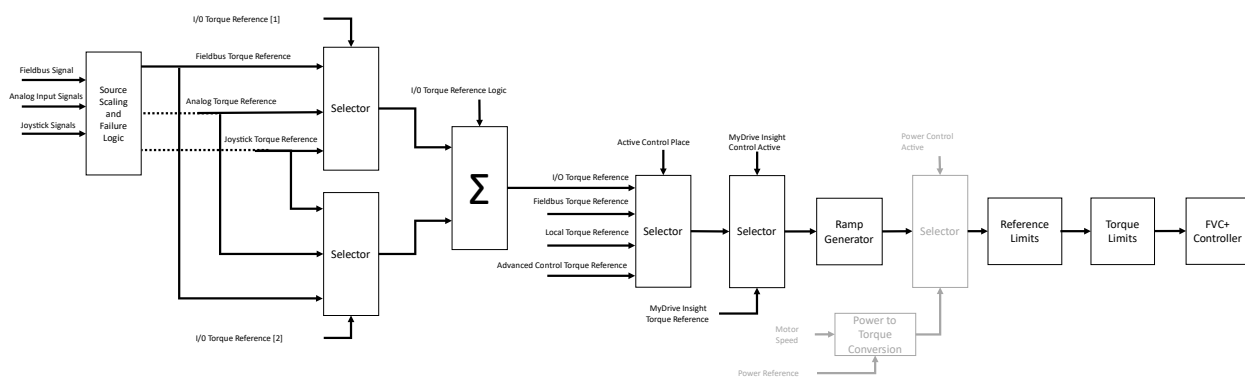 I/0 Torque Reference [1]
Fieldbus Signal
Analog Input Signals
Joystick Signals
Source
Scaling
and
Failure
Logic
Fieldbus Torque Reference
Analog Torque Reference
Joystick Torque Reference
Selector
Selector
I/0 Torque Reference [2]
I/0 Torque Reference Logic
Σ
I/O Torque Reference
Fieldbus Torque Reference
Local Torque Reference
Advanced Control Torque Reference
Active Control Place
Selector
MyDrive Insight
Control Active
Selector
MyDrive Insight
Torque Reference
Ramp
Generator
Power Control
Active
Selector
Motor
Speed
Power to
Torque
Conversion
Power Reference
Reference
Limits
Torque
Limits
FVC+
Controller